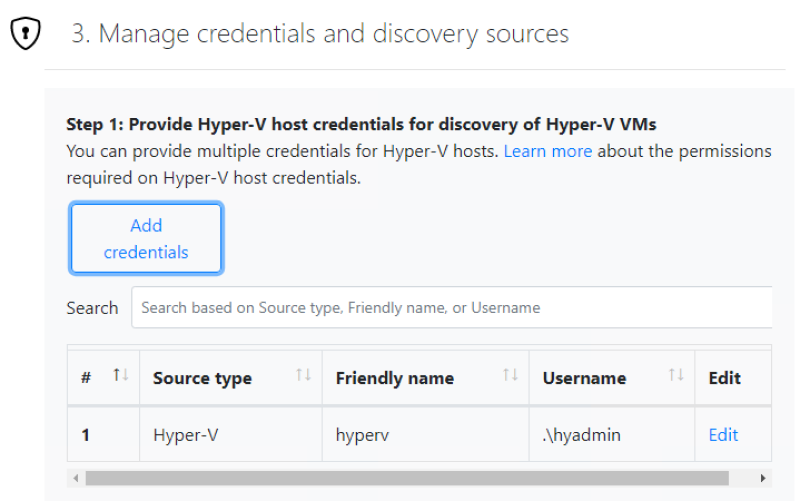 3. Manage credentials and discovery sources
Step 1: Provide Hyper-V host credentials for discovery of Hyper-V VMs
You can provide multiple credentials for Hyper-V hosts. Learn more about the permissions
required on Hyper-V host credentials.
Add
credentials
Search Search based on Source type, Friendly name, or Username
# Source type Friendly name Username Edit
1 Hyper-V hyperv .\hyadmin Edit